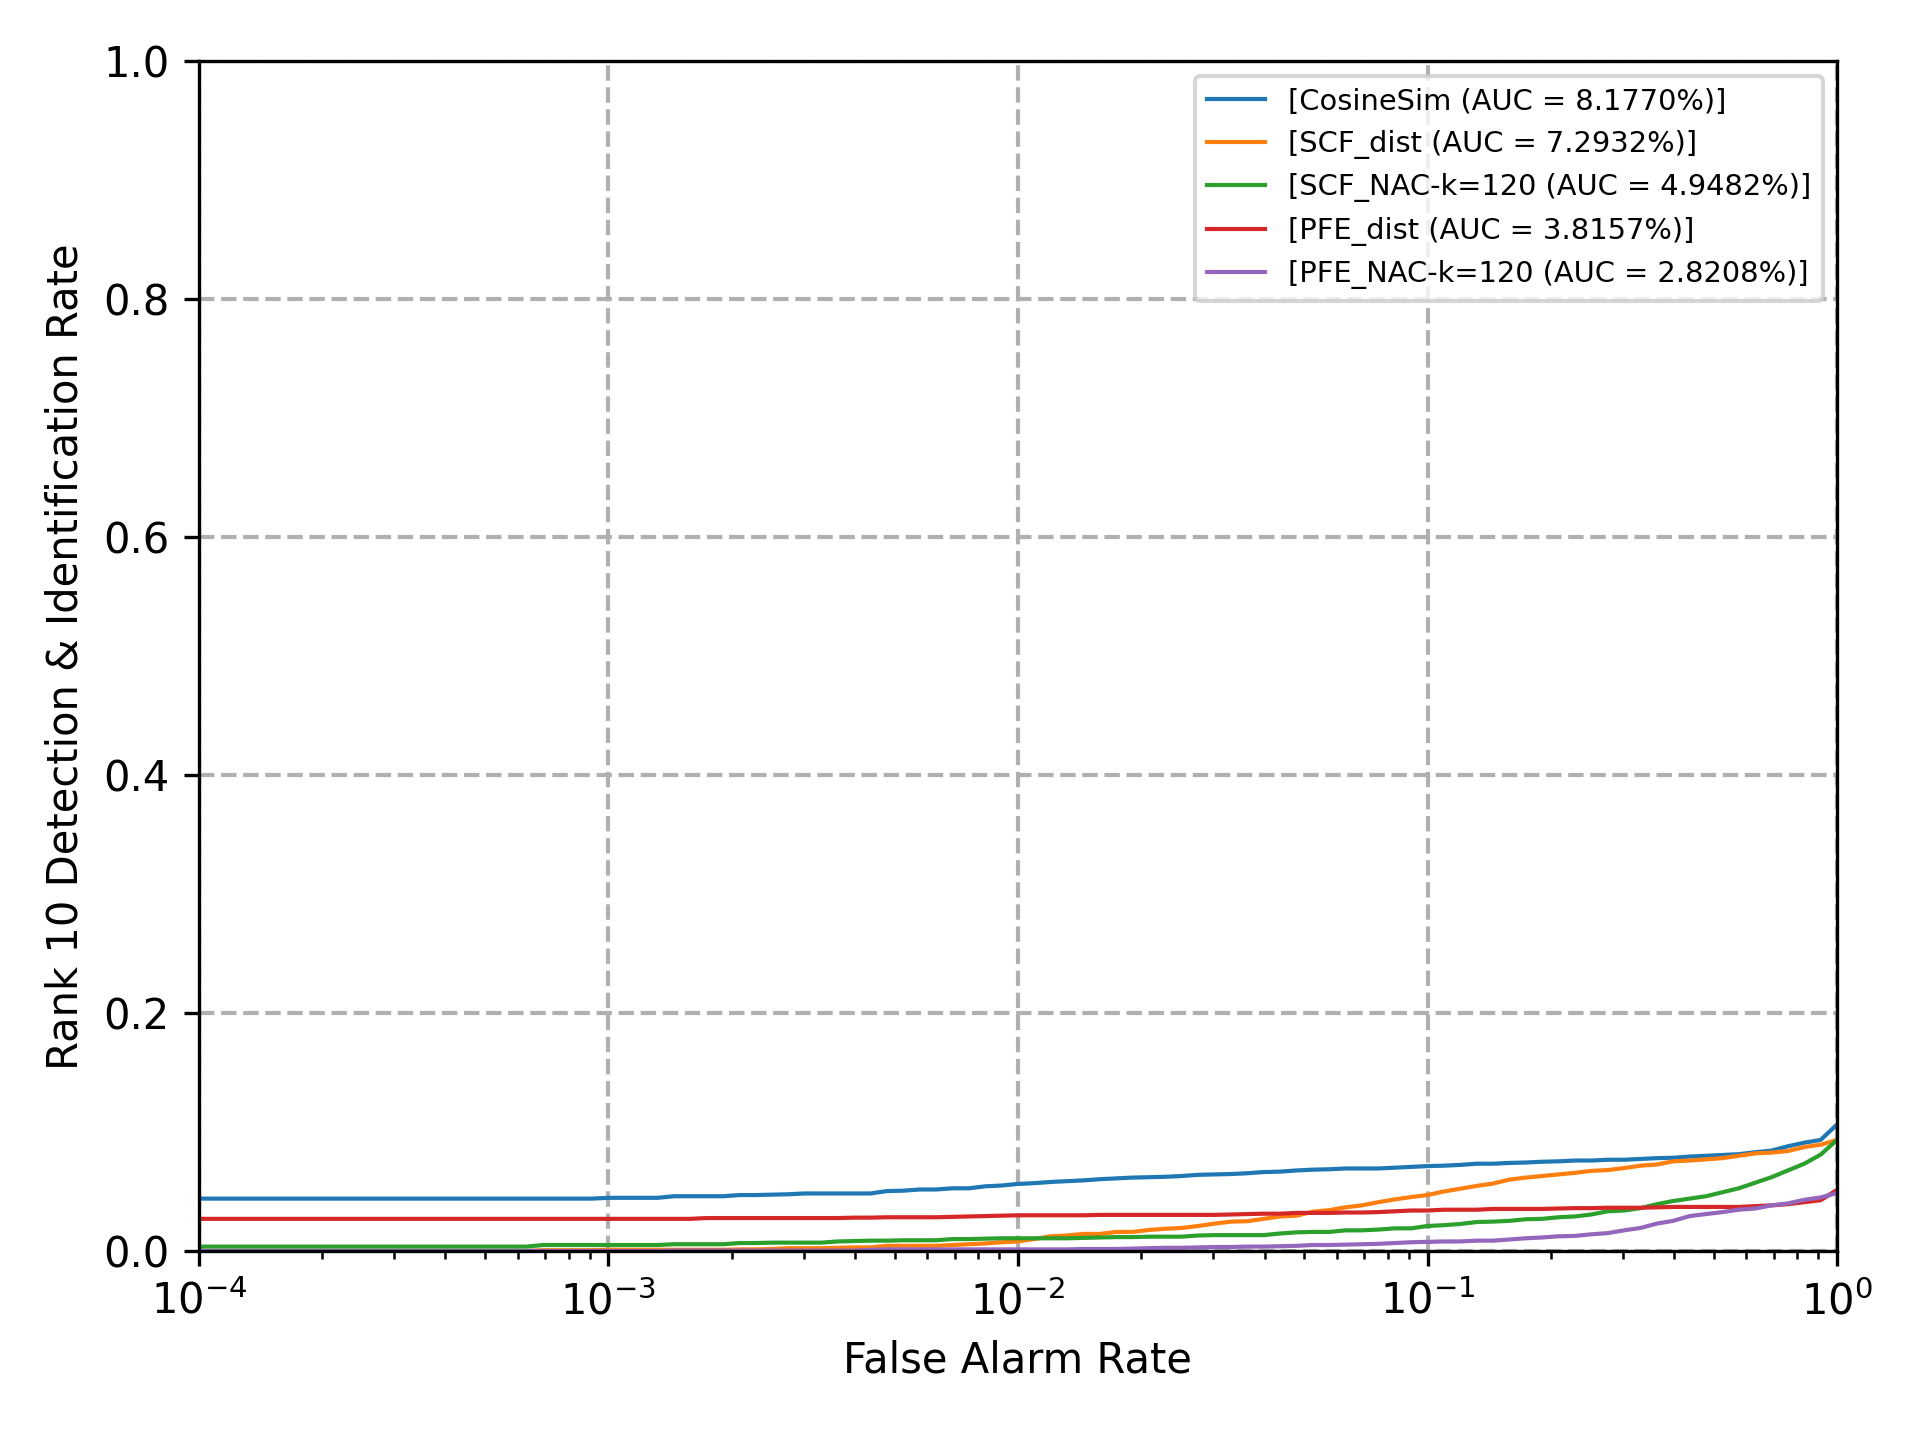 1.0
[CosineSim (AUC = 8.1770%)]
[SCF_dist (AUC = 7.2932%)]
[SCF_NAC-k=120 (AUC = 4.9482%)]
[PFE_dist (AUC = 3.8157%)]
[PFE_NAC-k=120 (AUC = 2.8208%)]
0.8
0.6
0.4
0.2
0.0
Rank 10 Detection & Identification Rate
10⁻⁴ 10⁻³ 10⁻² 10⁻¹ 10⁰
False Alarm Rate